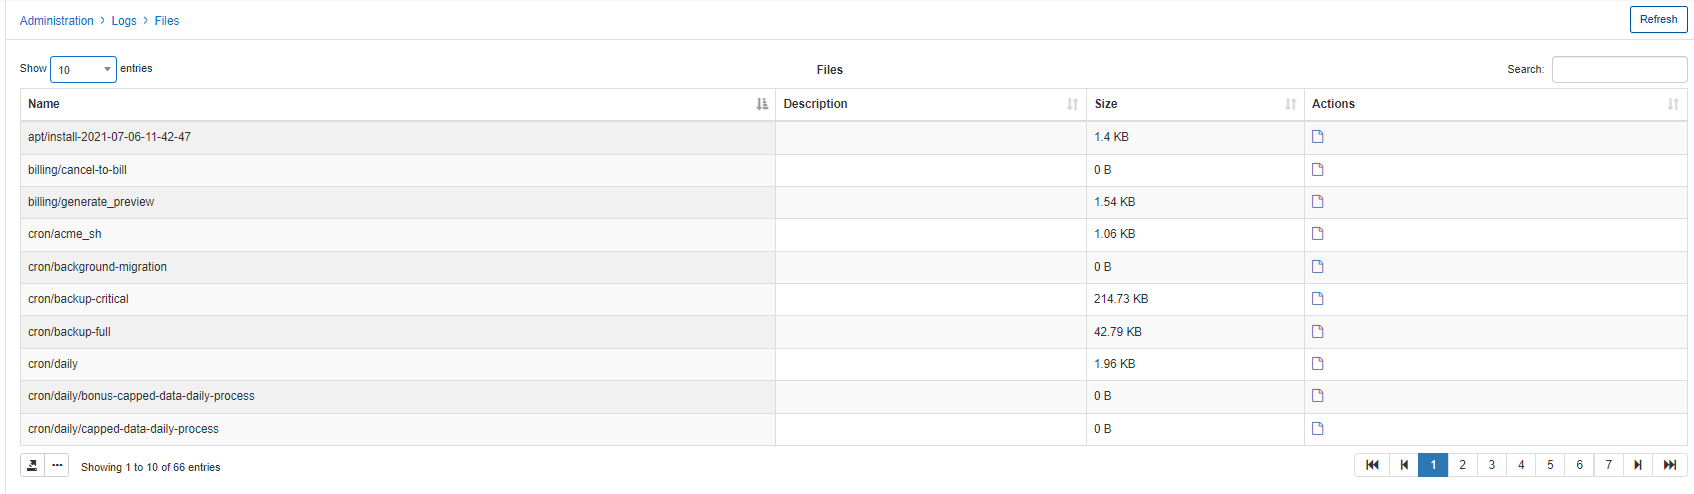 Administration > Logs > Files Refresh
Show 10 entries Files Search:
Name Description Size Actions
apt/install-2021-07-06-11-42-47 1.4 KB
billing/cancel-to-bill 0 B
billing/generate_preview 1.54 KB
cron/acme_sh 1.06 KB
cron/background-migration 0 B
cron/backup-critical 214.73 KB
cron/backup-full 42.79 KB
cron/daily 1.96 KB
cron/daily/bonus-capped-data-daily-process 0 B
cron/daily/capped-data-daily-process 0 B
Showing 1 to 10 of 66 entries 1 2 3 4 5 6 7